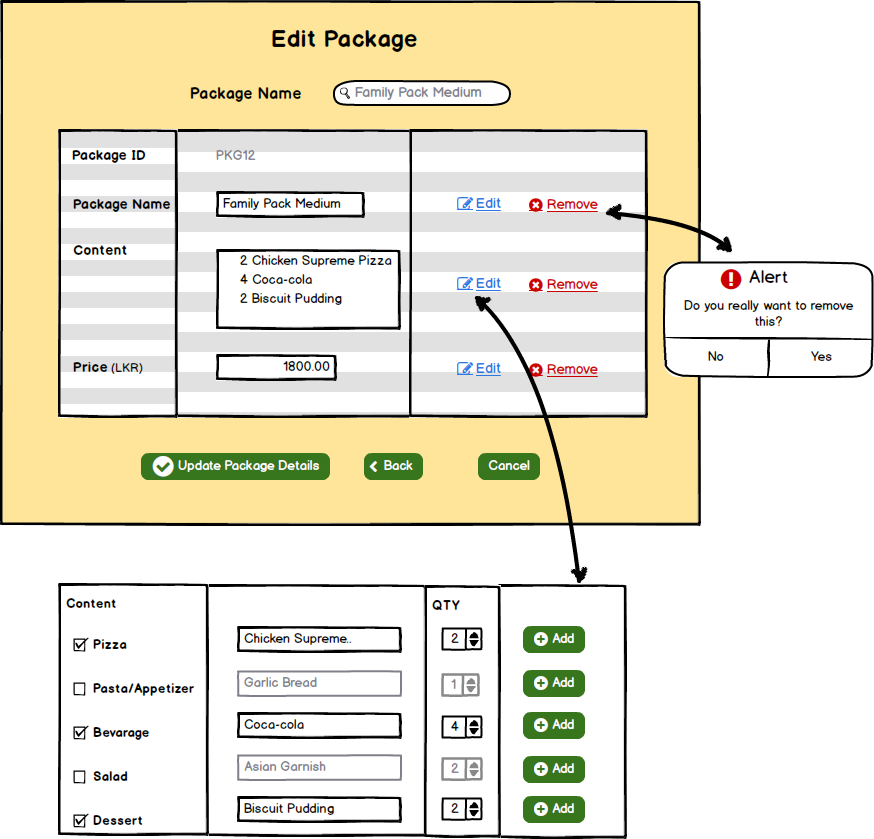 Edit Package
Package Name Family Pack Medium
Package ID PKG12
Package Name Family Pack Medium Edit Remove
Content
2 Chicken Supreme Pizza
4 Coca-cola
2 Biscuit Pudding
Edit Remove
Price (LKR) 1800.00 Edit Remove
Update Package Details Back Cancel
Alert
Do you really want to remove
this?
No Yes
Content QTY
Pizza Chicken Supreme.. 2 Add
Pasta/Appetizer Garlic Bread 1 Add
Bevarage Coca-cola 4 Add
Salad Asian Garnish 2 Add
Dessert Biscuit Pudding 2 Add